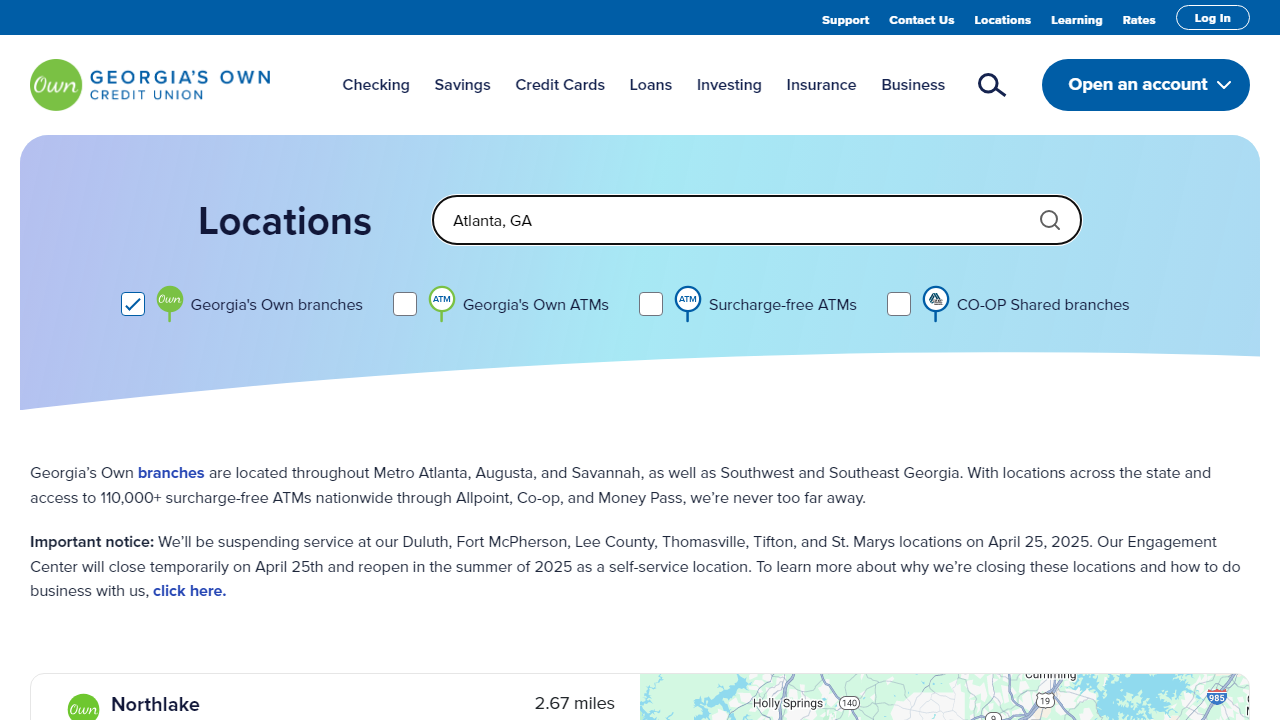 Support Contact Us Locations Learning Rates Log In
Own GEORGIA'S OWN
CREDIT UNION
Checking Savings Credit Cards Loans Investing Insurance Business Open an account
Locations Atlanta, GA
Own Georgia's Own branches ATM Georgia's Own ATMs ATM Surcharge-free ATMs CO-OP Shared branches
Georgia’s Own branches are located throughout Metro Atlanta, Augusta, and Savannah, as well as Southwest and Southeast Georgia. With locations across the state and
access to 110,000+ surcharge-free ATMs nationwide through Allpoint, Co-op, and Money Pass, we’re never too far away.
Important notice: We’ll be suspending service at our Duluth, Fort McPherson, Lee County, Thomasville, Tifton, and St. Marys locations on April 25, 2025. Our Engagement
Center will close temporarily on April 25th and reopen in the summer of 2025 as a self-service location. To learn more about why we’re closing these locations and how to do
business with us, click here.
Own Northlake 2.67 miles
Cumming
Holly Springs 140 19 985
9